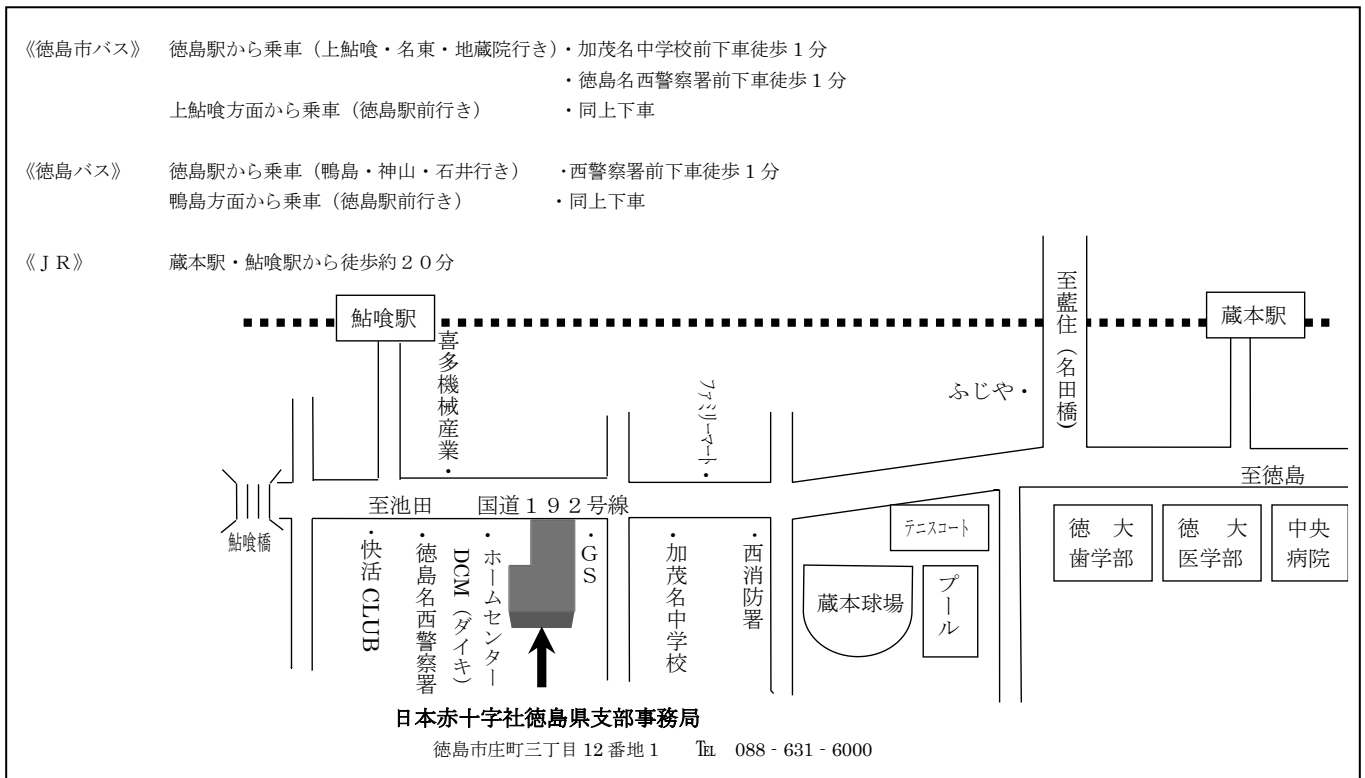 《徳島市バス》 徳島駅から乗車（上鮎喰・名東・地蔵院行き）・加茂名中学校前下車徒歩１分
・徳島名西警察署前下車徒歩１分
上鮎喰方面から乗車（徳島駅前行き） ・同上下車
《徳島バス》 徳島駅から乗車（鴨島・神山・石井行き） ・西警察署前下車徒歩１分
鴨島方面から乗車（徳島駅前行き） ・同上下車
《ＪＲ》 蔵本駅・鮎喰駅から徒歩約２０分
鮎喰駅
至藍住（名田橋）
蔵本駅
喜多機械産業・
ファミリーマート・
ふじや・
至徳島
至池田 国道１９２号線
鮎喰橋
・快活 CLUB
・徳島名西警察署
・ホームセンター
DCM（ダイキ）
・ＧＳ
・加茂名中学校
・西消防署
テニスコート
蔵本球場
プール
徳 大
歯学部
徳 大
医学部
中央
病院
日本赤十字社徳島県支部事務局
徳島市庄町三丁目 12 番地 1 ℡ 088 - 631 - 6000